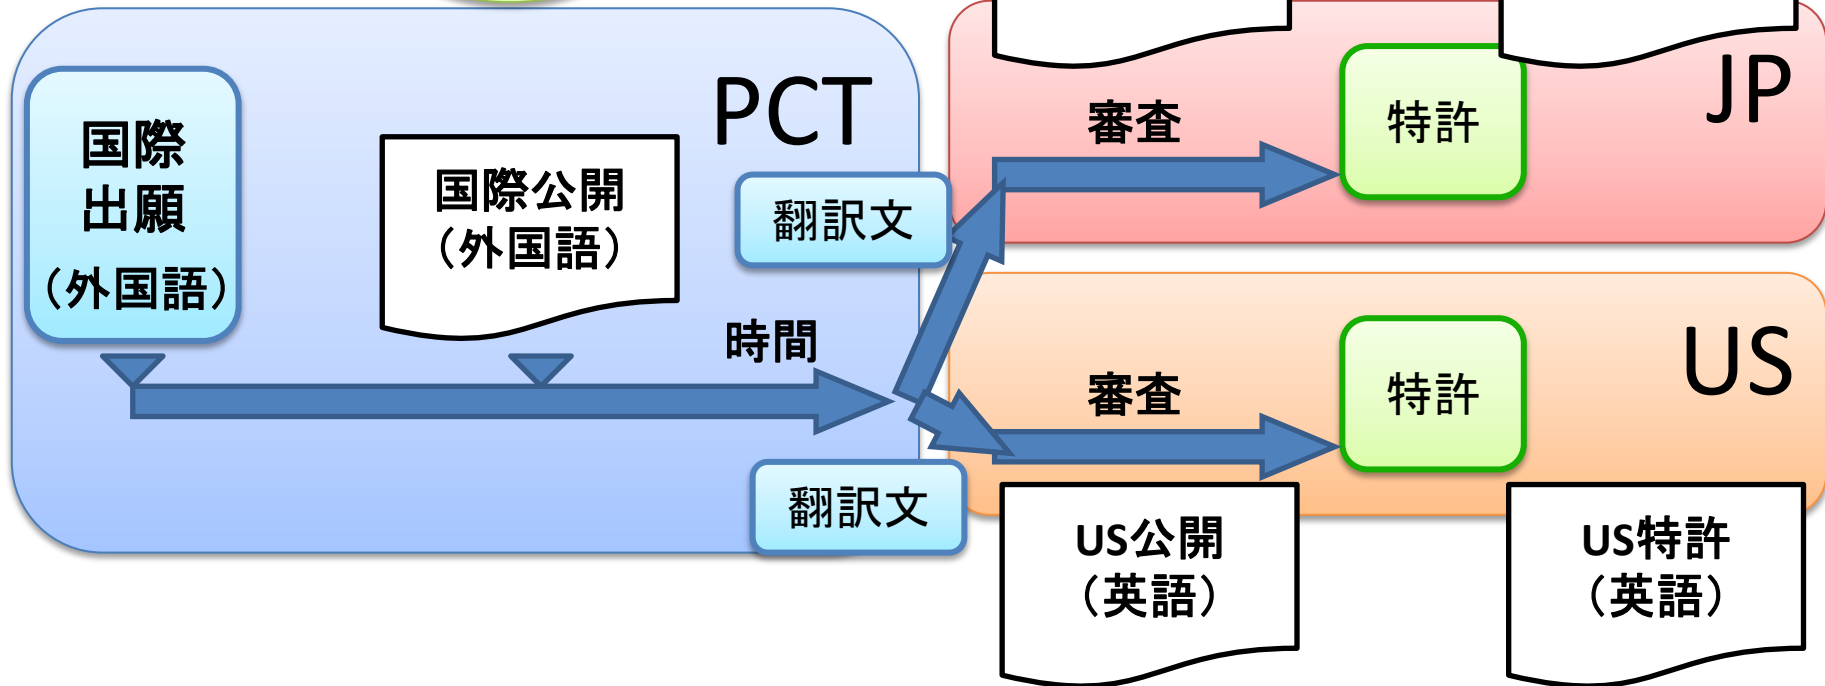 PCT
国際
出願
（外国語）
国際公開
（外国語）
翻訳文
時間
翻訳文
JP
審査
特許
US
審査
特許
US公開
（英語）
US特許
（英語）